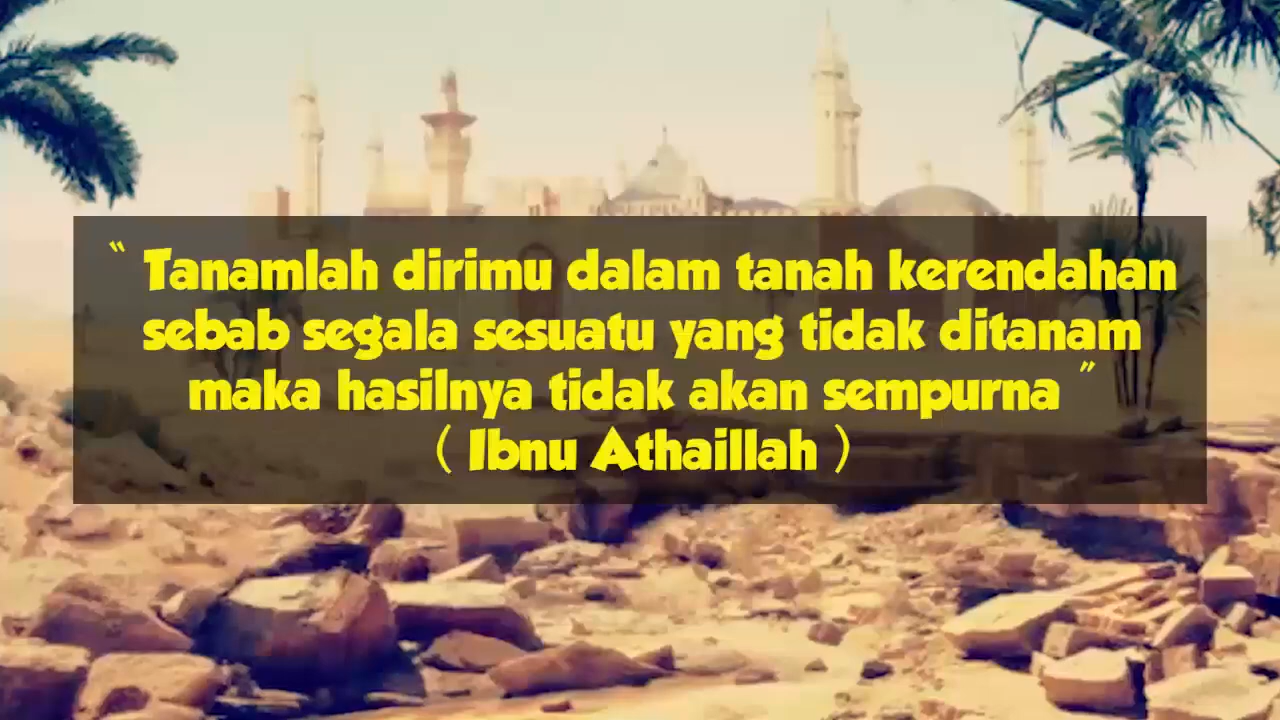 “ Tanamlah dirimu dalam tanah kerendahan
sebab segala sesuatu yang tidak ditanam
maka hasilnya tidak akan sempurna ”
( Ibnu Athaillah )